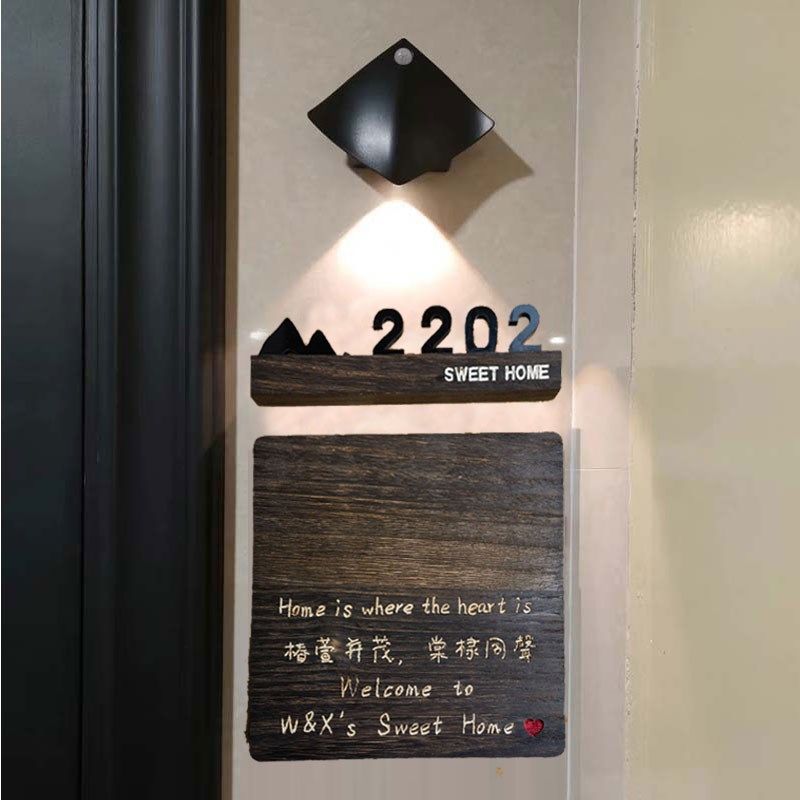 2202
SWEET HOME
Home is where the heart is
椿萱并茂，棠棣同聲
Welcome to
W&X's Sweet Home